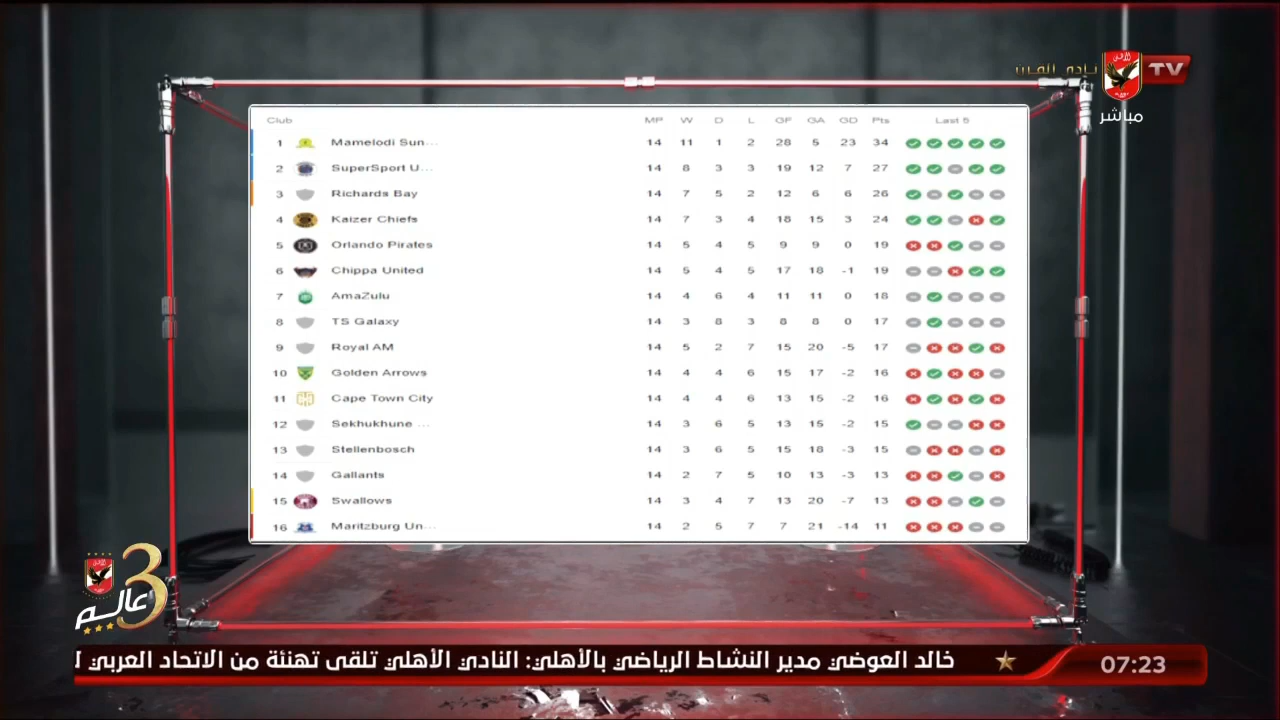 نادي القرن
TV
مباشر
Club MP W D L GF GA GD Pts Last 5
1 Mamelodi Sun... 14 11 1 2 28 5 23 34
2 SuperSport U... 14 8 3 3 19 12 7 27
3 Richards Bay 14 7 5 2 12 6 6 26
4 Kaizer Chiefs 14 7 3 4 18 15 3 24
5 Orlando Pirates 14 5 4 5 9 9 0 19
6 Chippa United 14 5 4 5 17 18 -1 19
7 AmaZulu 14 4 6 4 11 11 0 18
8 TS Galaxy 14 3 8 3 8 8 0 17
9 Royal AM 14 5 2 7 15 20 -5 17
10 Golden Arrows 14 4 4 6 15 17 -2 16
11 Cape Town City 14 4 4 6 13 15 -2 16
12 Sekhukhune ... 14 3 6 5 13 15 -2 15
13 Stellenbosch 14 3 6 5 15 18 -3 15
14 Gallants 14 2 7 5 10 13 -3 13
15 Swallows 14 3 4 7 13 20 -7 13
16 Maritzburg Un... 14 2 5 7 7 21 -14 11
3 عالم
خالد العوضي مدير النشاط الرياضي بالأهلي: النادي الأهلي تلقى تهنئة من الاتحاد العربي
07:23